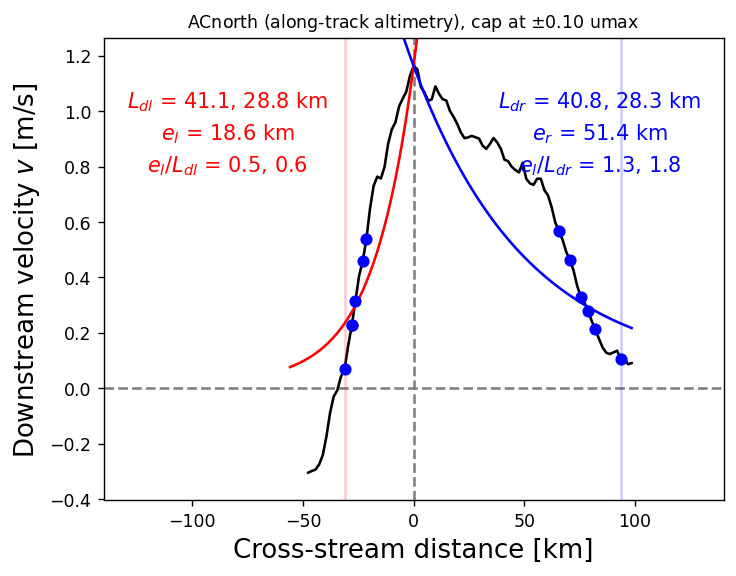 ACnorth (along-track altimetry), cap at ±0.10 umax
L_dl = 41.1, 28.8 km
e_l = 18.6 km
e_l/L_dl = 0.5, 0.6
L_dr = 40.8, 28.3 km
e_r = 51.4 km
e_l/L_dr = 1.3, 1.8
Downstream velocity v [m/s]
1.2
1.0
0.8
0.6
0.4
0.2
0.0
−0.2
−0.4
−100
−50
0
50
100
Cross-stream distance [km]